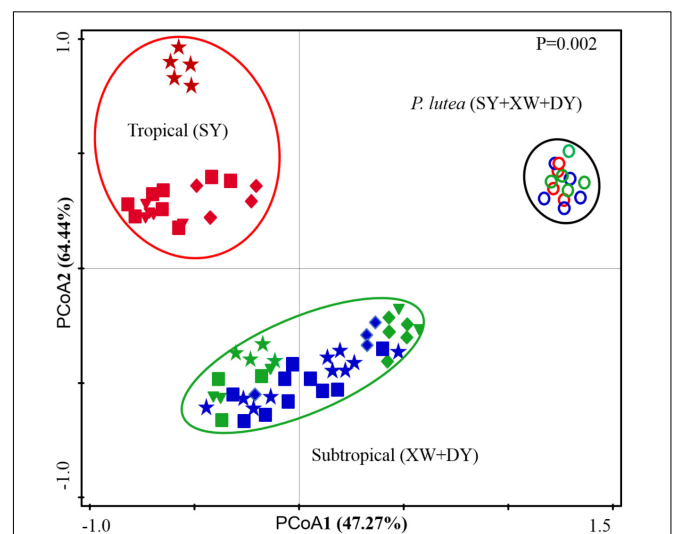 1.0
P=0.002
P. lutea (SY+XW+DY)
Tropical (SY)
PCoA2 (64.44%)
Subtropical (XW+DY)
-1.0
-1.0
PCoA1 (47.27%)
1.5